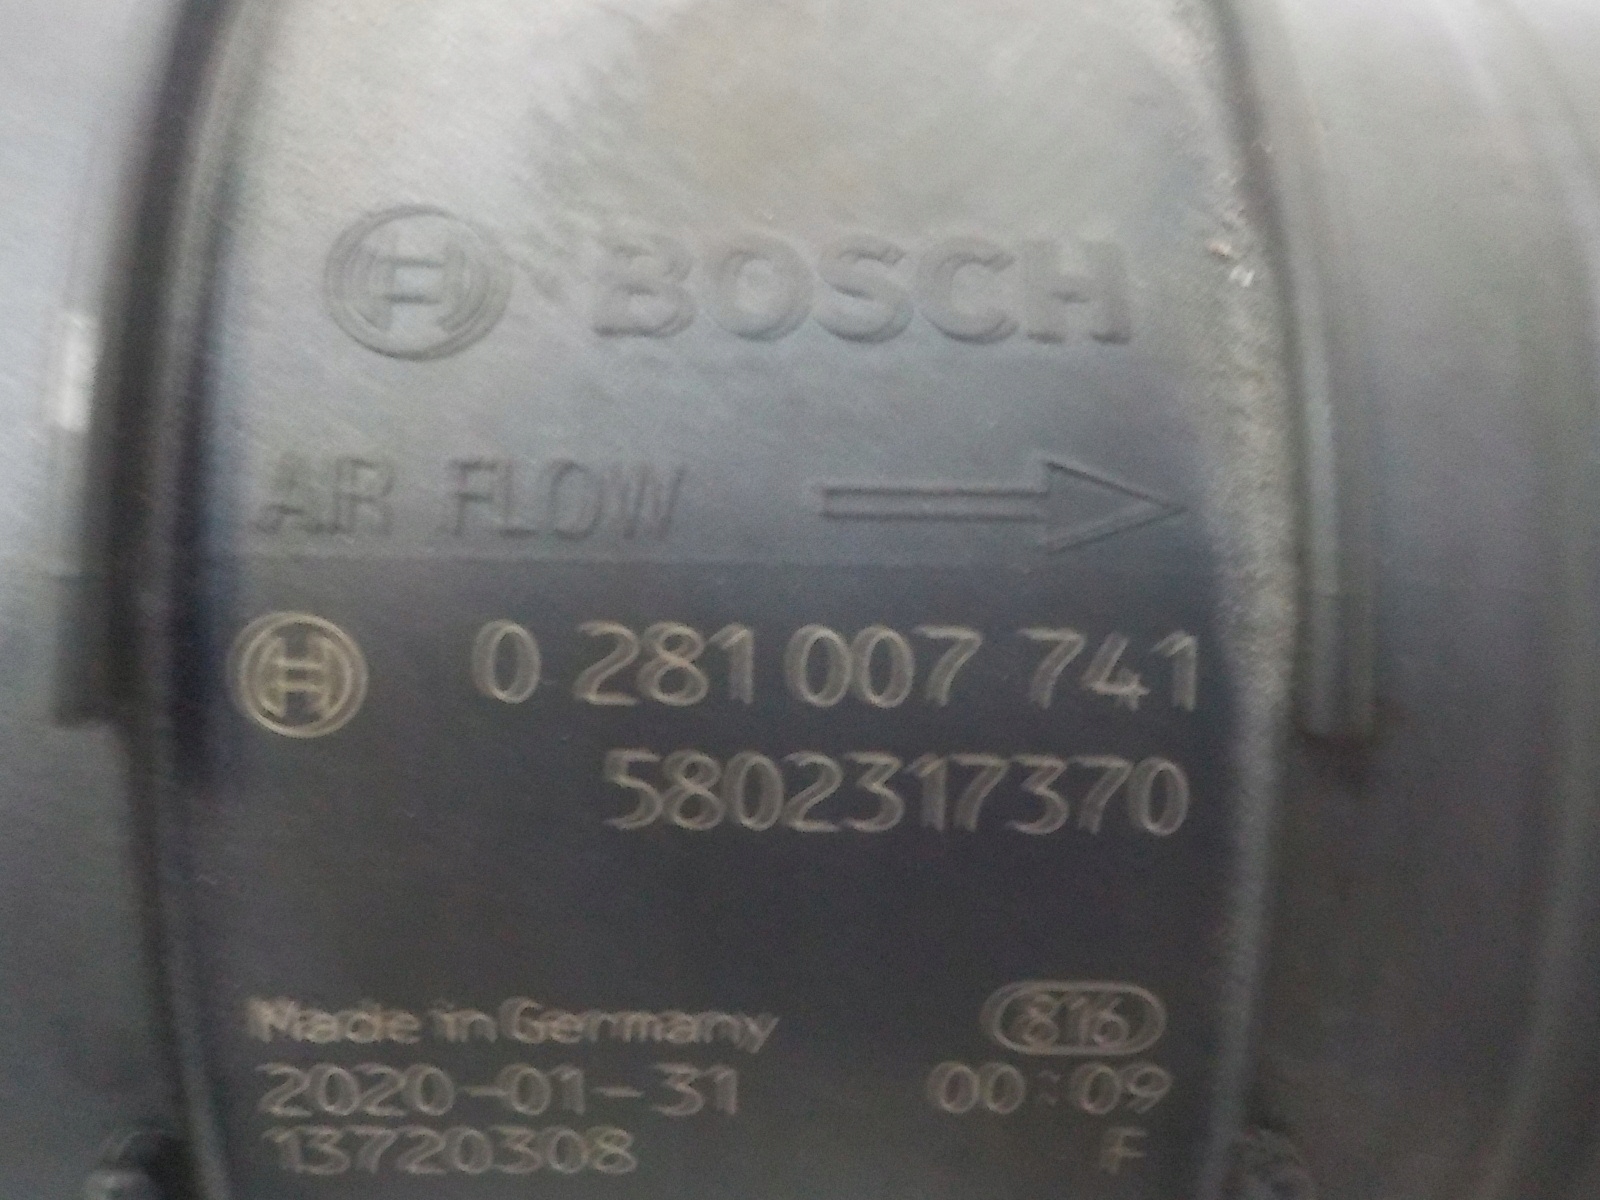 BOSCH
AIR FLOW
0 281 007 741
5802317370
Made in Germany 816
2020-01-31 00:09
13720308 F